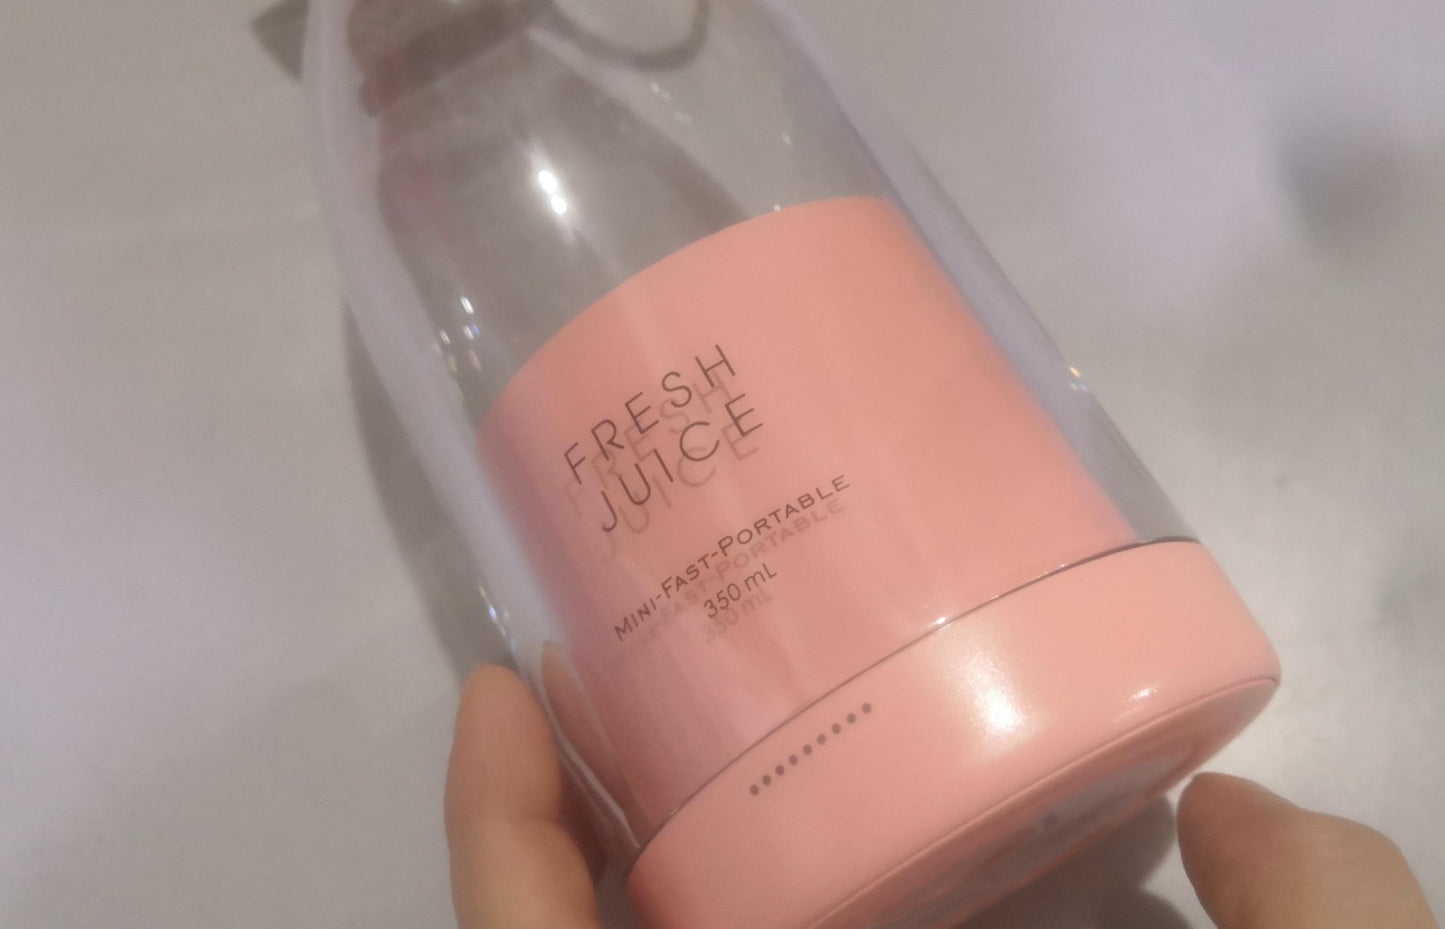 FRESH
JUICE
MINI-FAST-PORTABLE
350 mL